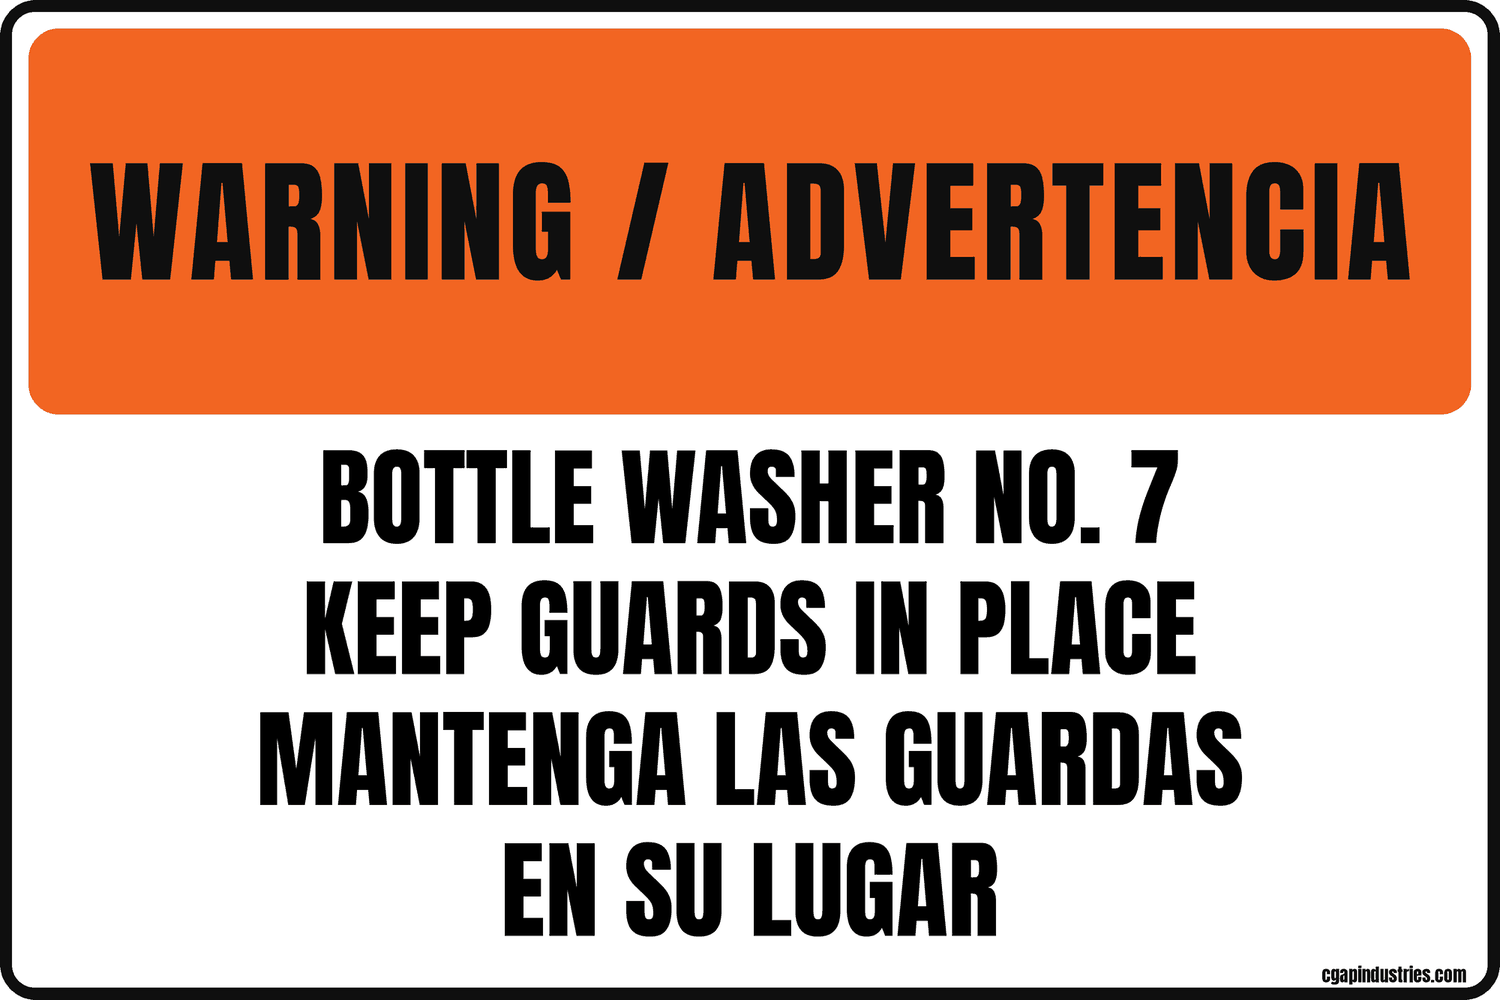 WARNING / ADVERTENCIA
BOTTLE WASHER NO. 7
KEEP GUARDS IN PLACE
MANTENGA LAS GUARDAS
EN SU LUGAR
cgapindustries.com